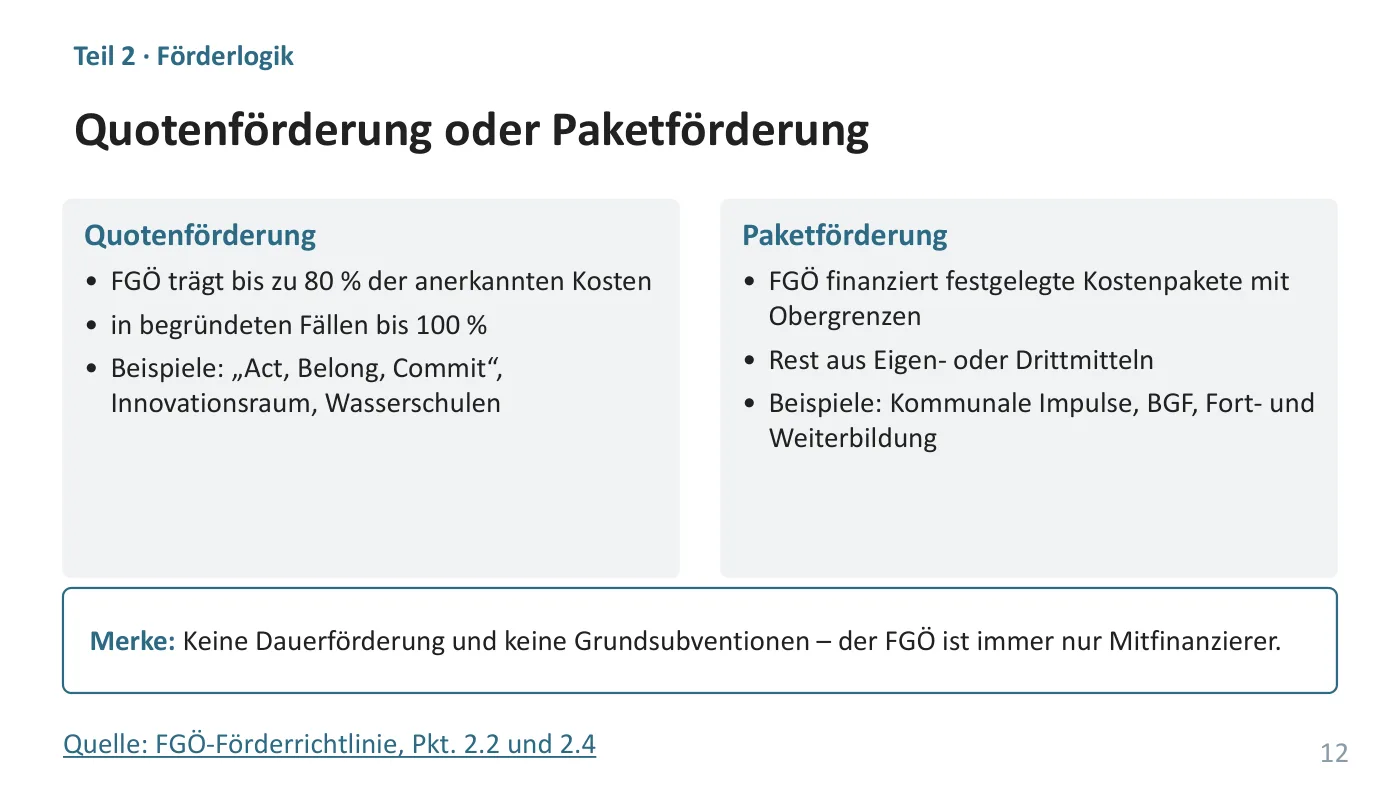 Teil 2 · Förderlogik
Quotenförderung oder Paketförderung
Quotenförderung
• FGÖ trägt bis zu 80 % der anerkannten Kosten
• in begründeten Fällen bis 100 %
• Beispiele: „Act, Belong, Commit“,
Innovationsraum, Wasserschulen
Paketförderung
• FGÖ finanziert festgelegte Kostenpakete mit
Obergrenzen
• Rest aus Eigen- oder Drittmitteln
• Beispiele: Kommunale Impulse, BGF, Fort- und
Weiterbildung
Merke: Keine Dauerförderung und keine Grundsubventionen – der FGÖ ist immer nur Mitfinanzierer.
Quelle: FGÖ-Förderrichtlinie, Pkt. 2.2 und 2.4
12